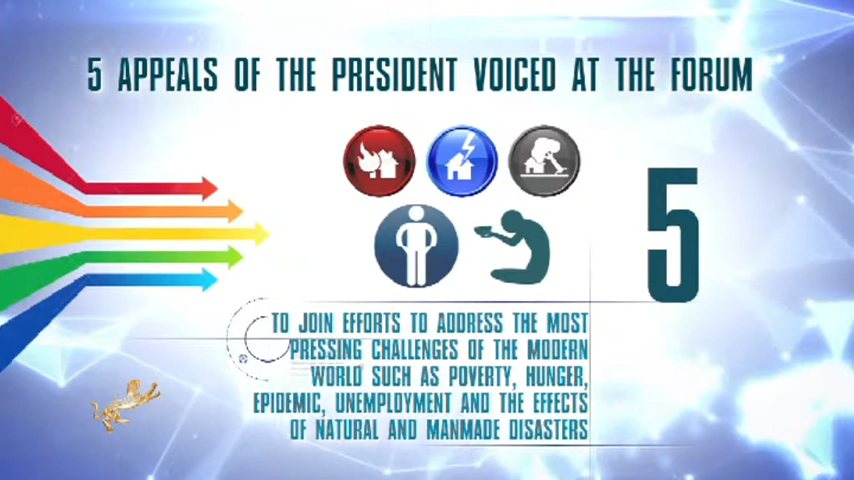 5 APPEALS OF THE PRESIDENT VOICED AT THE FORUM
5
TO JOIN EFFORTS TO ADDRESS THE MOST
PRESSING CHALLENGES OF THE MODERN
WORLD SUCH AS POVERTY, HUNGER,
EPIDEMIC, UNEMPLOYMENT AND THE EFFECTS
OF NATURAL AND MANMADE DISASTERS